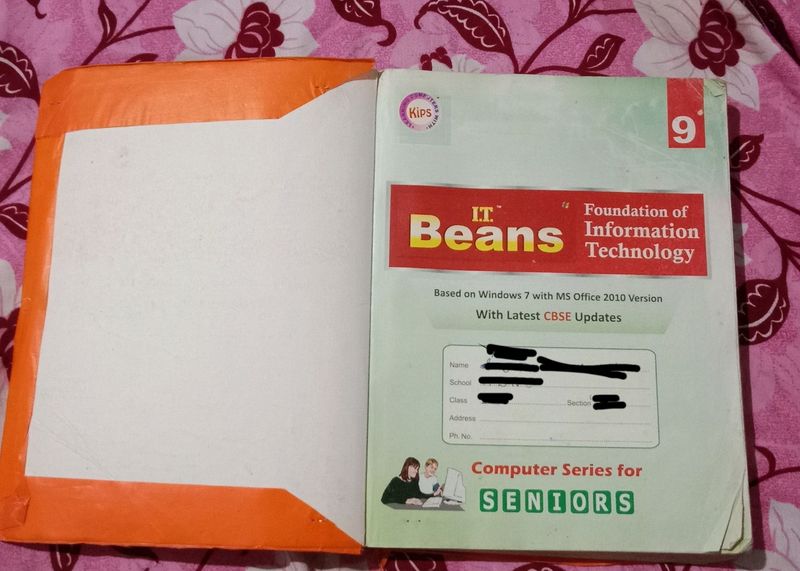 Kips
9
I.T.™
Beans
Foundation of
Information
Technology
Based on Windows 7 with MS Office 2010 Version
With Latest CBSE Updates
Name
School
Class Section
Address
Ph. No.
Computer Series for
SENIORS